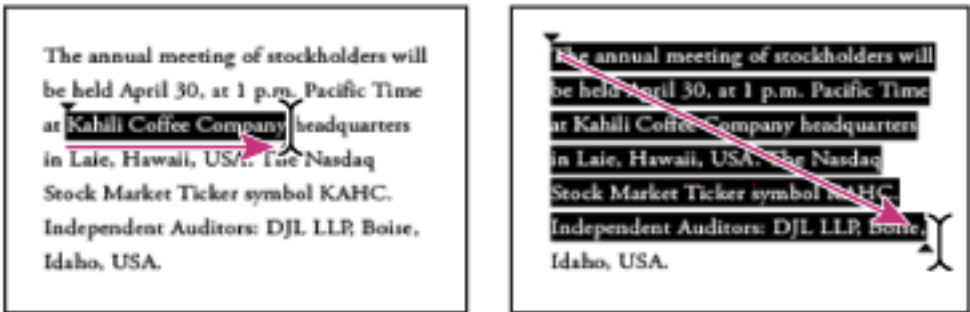 The annual meeting of stockholders will
be held April 30, at 1 p.m. Pacific Time
at Kahili Coffee Company headquarters
in Laie, Hawaii, USA. The Nasdaq
Stock Market Ticker symbol KAHC.
Independent Auditors: DJL LLP, Boise,
Idaho, USA.
The annual meeting of stockholders will
be held April 30, at 1 p.m. Pacific Time
at Kahili Coffee Company headquarters
in Laie, Hawaii, USA. The Nasdaq
Stock Market Ticker symbol KAHC.
Independent Auditors: DJL LLP, Boise,
Idaho, USA.